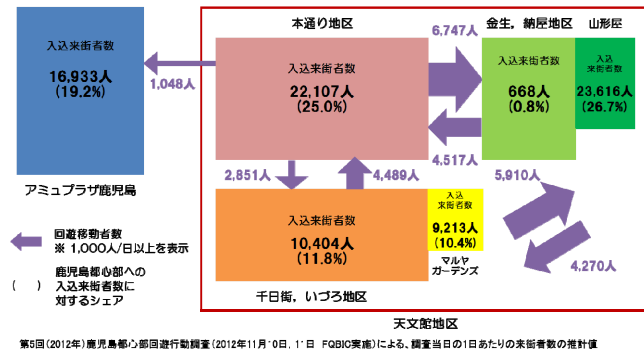 本通り地区
金生，納屋地区
山形屋
入込来街者数
16,933人
(19.2%)
1,048人
アミュプラザ鹿児島
入込来街者数
22,107人
(25.0%)
6,747人
4,517人
入込来街者数
668人
(0.8%)
入込
来街者数
23,616人
(26.7%)
2,851人
4,489人
5,910人
4,270人
入込来街者数
10,404人
(11.8%)
入込
来街者数
9,213人
(10.4%)
マルヤ
ガーデンズ
千日街，いづろ地区
天文館地区
回遊移動者数
※ 1,000人/日以上を表示
( ) 鹿児島都心部への
入込来街者数に
対するシェア
第5回(2012年)鹿児島都心部回遊行動調査(2012年11月10日，11日 FQBIC実施)による、調査当日の1日あたりの来街者数の推計値